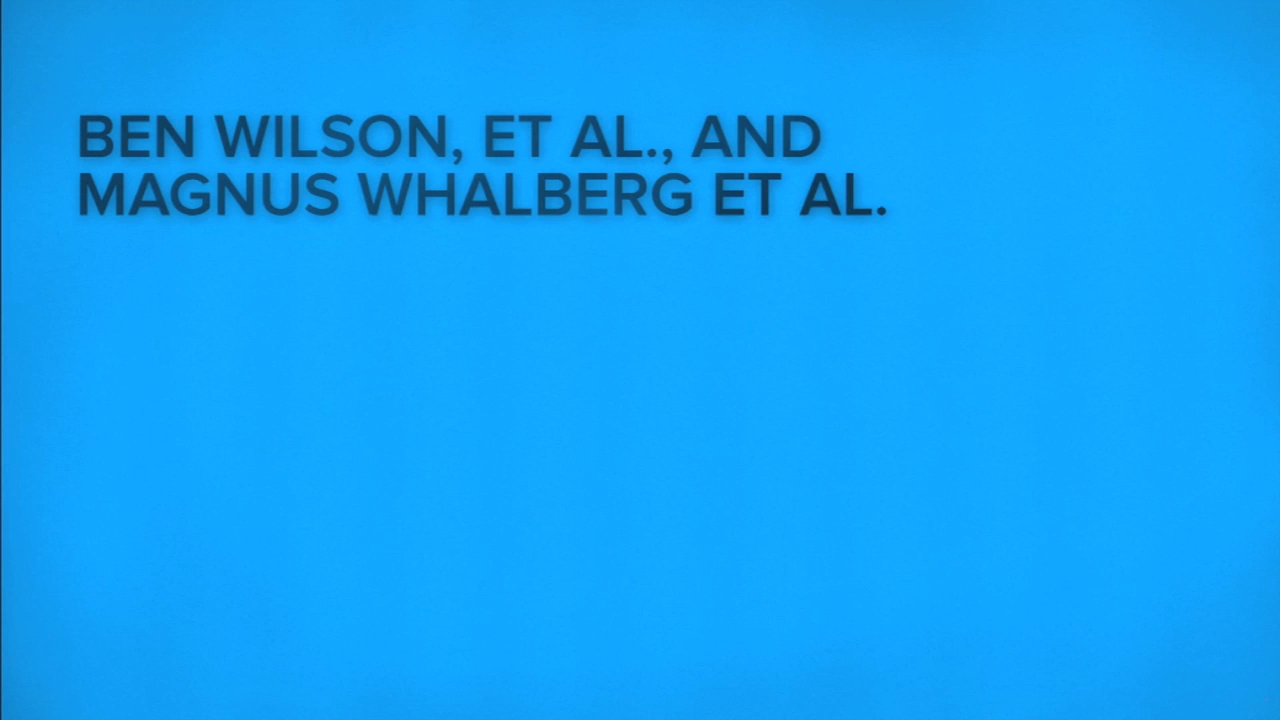 BEN WILSON, ET AL., AND
MAGNUS WHALBERG ET AL.